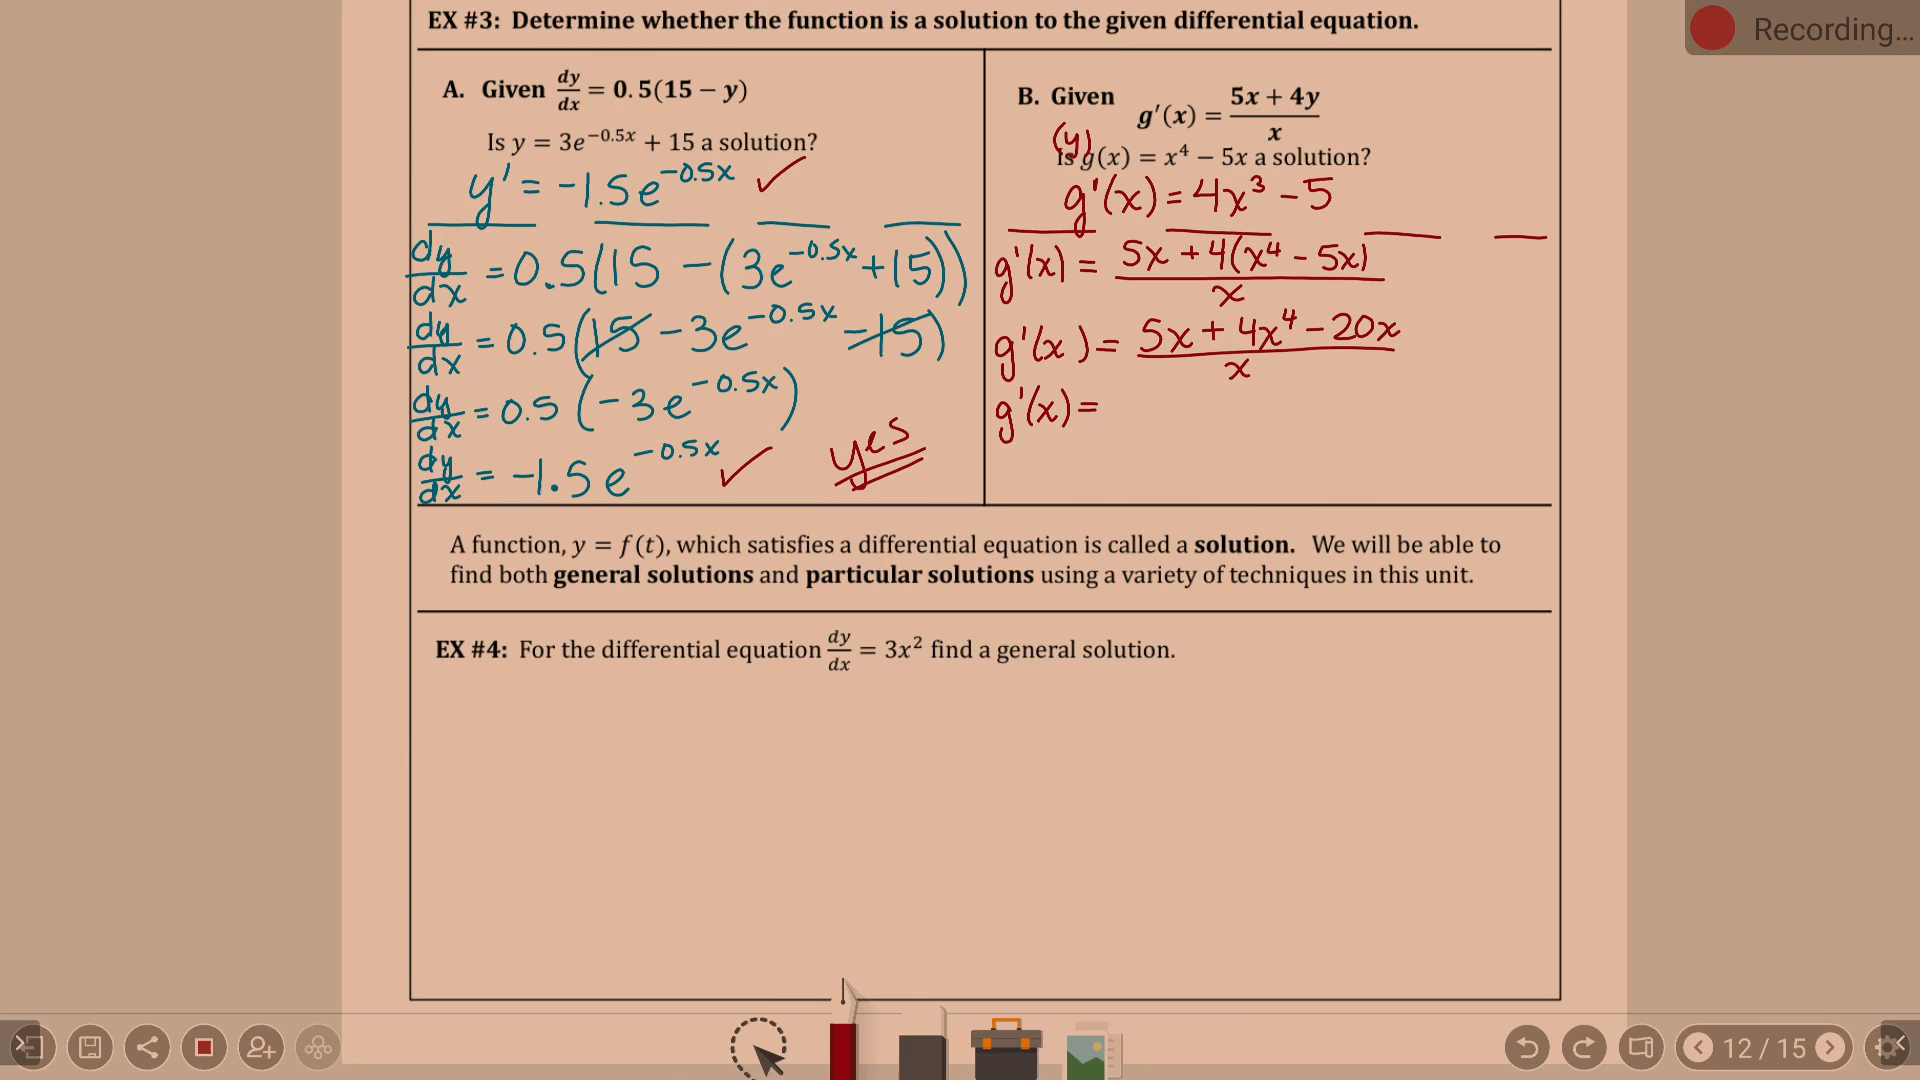 Recording...
EX #3: Determine whether the function is a solution to the given differential equation.
A. Given dy/dx = 0.5(15 − y)
Is y = 3e^{−0.5x} + 15 a solution?
y' = -1.5e^{-0.5x} ✓
dy/dx = 0.5(15 - (3e^{-0.5x} + 15))
dy/dx = 0.5(15 - 3e^{-0.5x} - 15)
dy/dx = 0.5(-3e^{-0.5x})
dy/dx = -1.5e^{-0.5x} ✓ yes
B. Given g′(x) = (5x + 4y)/x
(y)
Is g(x) = x⁴ − 5x a solution?
g'(x) = 4x³ - 5
g'(x) = (5x + 4(x⁴ - 5x))/x
g'(x) = (5x + 4x⁴ - 20x)/x
g'(x) =
A function, y = f(t), which satisfies a differential equation is called a solution. We will be able to
find both general solutions and particular solutions using a variety of techniques in this unit.
EX #4: For the differential equation dy/dx = 3x² find a general solution.
12 / 15